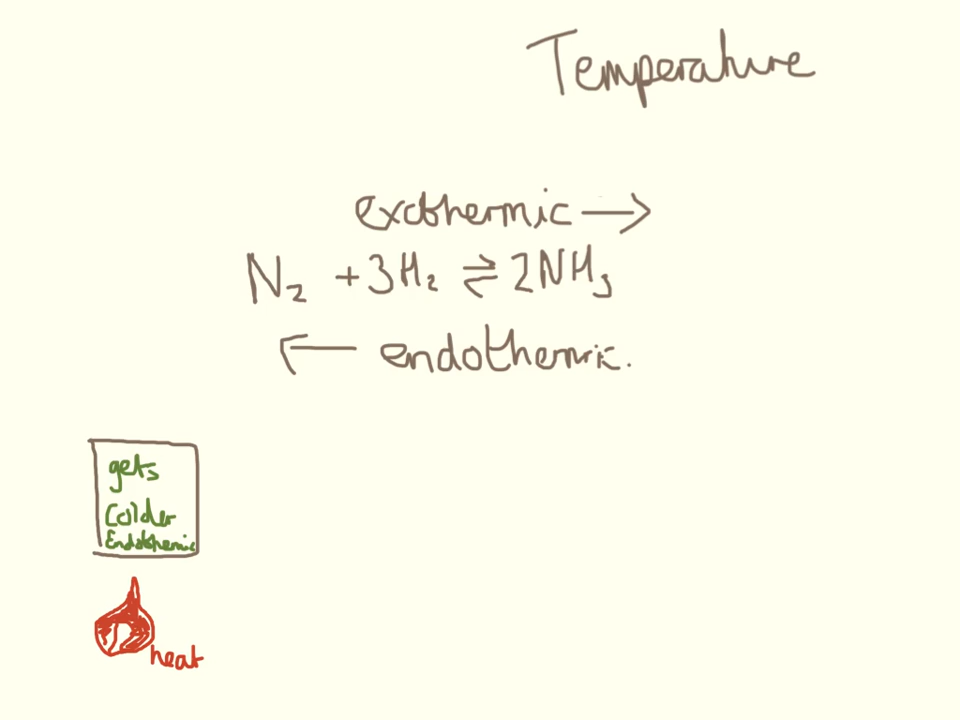 Temperature
exothermic →
N₂ + 3H₂ ⇌ 2NH₃
← endothermic.
gets
colder
Endothermic
heat